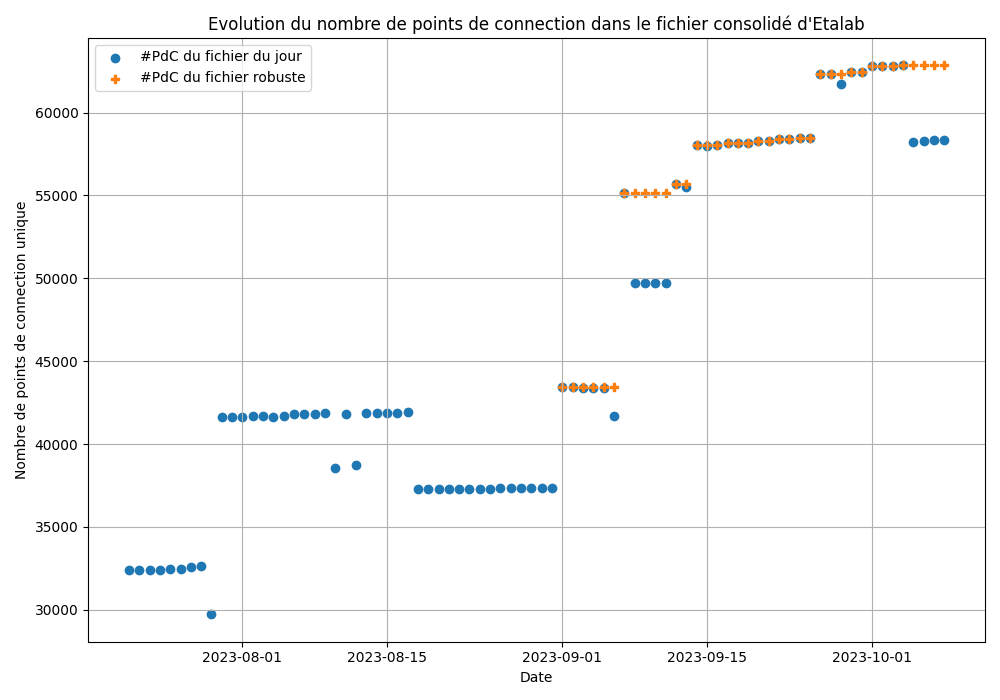 Evolution du nombre de points de connection dans le fichier consolidé d'Etalab
#PdC du fichier du jour
#PdC du fichier robuste
Nombre de points de connection unique
60000
55000
50000
45000
40000
35000
30000
2023-08-01
2023-08-15
2023-09-01
2023-09-15
2023-10-01
Date